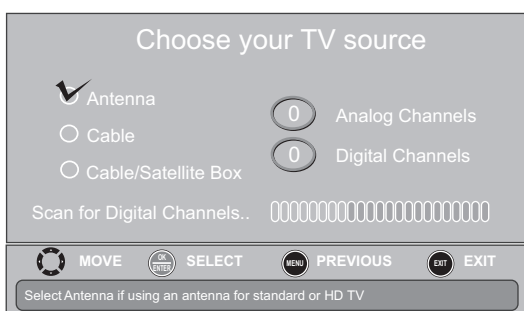 Choose your TV source
Antenna
0 Analog Channels
Cable
0 Digital Channels
Cable/Satellite Box
Scan for Digital Channels..
MOVE OK ENTER SELECT MENU PREVIOUS EXIT EXIT
Select Antenna if using an antenna for standard or HD TV